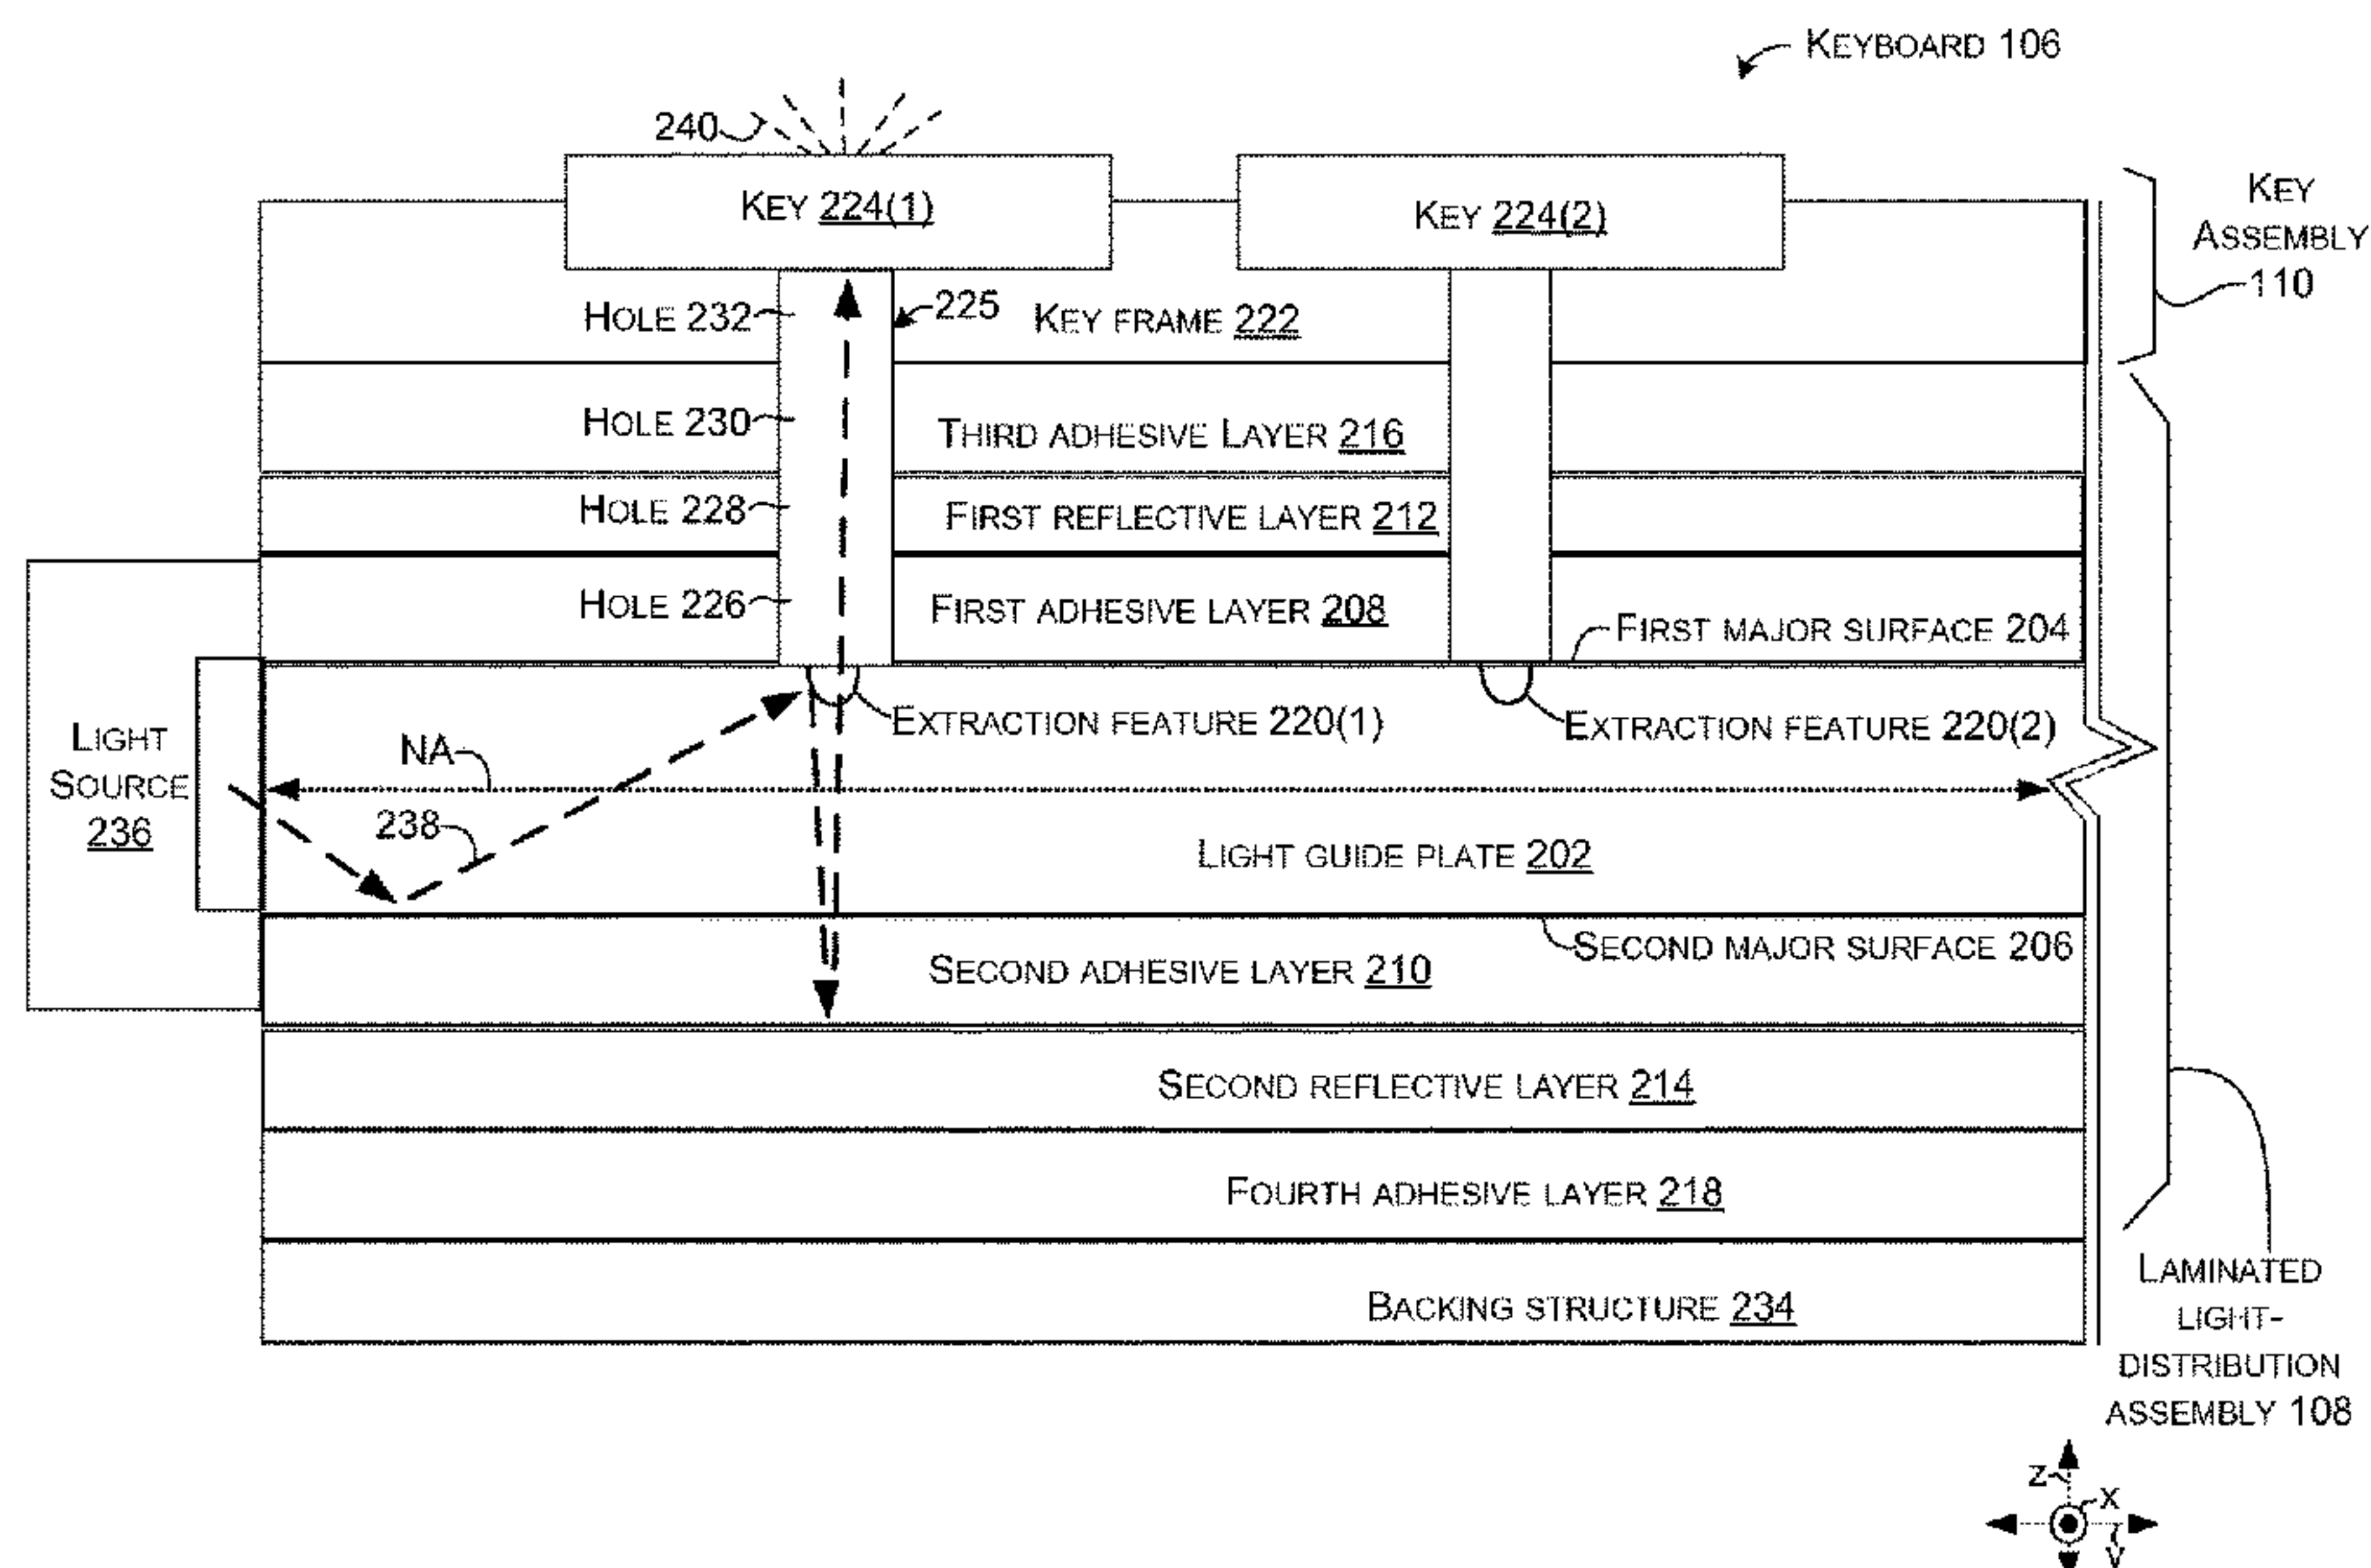 KEYBOARD 106
240
KEY 224(1)
KEY 224(2)
KEY
ASSEMBLY
110
HOLE 232
225
KEY FRAME 222
HOLE 230
THIRD ADHESIVE LAYER 216
HOLE 228
FIRST REFLECTIVE LAYER 212
HOLE 226
FIRST ADHESIVE LAYER 208
FIRST MAJOR SURFACE 204
LIGHT
SOURCE
236
NA
EXTRACTION FEATURE 220(1)
EXTRACTION FEATURE 220(2)
238
LIGHT GUIDE PLATE 202
SECOND MAJOR SURFACE 206
SECOND ADHESIVE LAYER 210
SECOND REFLECTIVE LAYER 214
FOURTH ADHESIVE LAYER 218
BACKING STRUCTURE 234
LAMINATED
LIGHT-
DISTRIBUTION
ASSEMBLY 108
Z
X
Y